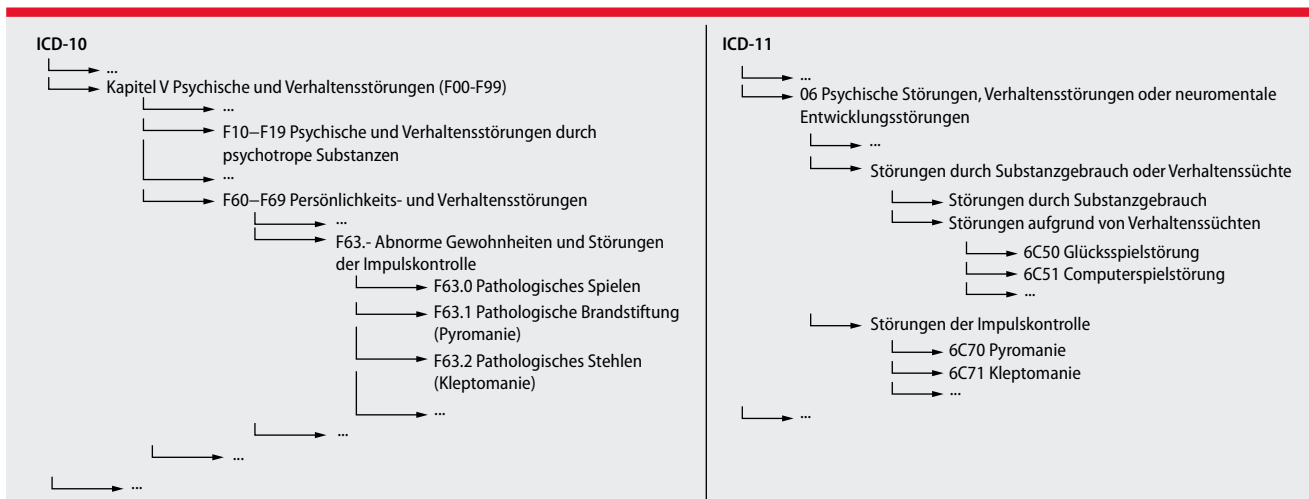 ICD-10
...
Kapitel V Psychische und Verhaltensstörungen (F00-F99)
...
F10–F19 Psychische und Verhaltensstörungen durch
psychotrope Substanzen
...
F60–F69 Persönlichkeits- und Verhaltensstörungen
...
F63.- Abnorme Gewohnheiten und Störungen
der Impulskontrolle
F63.0 Pathologisches Spielen
F63.1 Pathologische Brandstiftung
(Pyromanie)
F63.2 Pathologisches Stehlen
(Kleptomanie)
...
...
...
...
ICD-11
...
06 Psychische Störungen, Verhaltensstörungen oder neuromentale
Entwicklungsstörungen
...
Störungen durch Substanzgebrauch oder Verhaltenssüchte
Störungen durch Substanzgebrauch
Störungen aufgrund von Verhaltenssüchten
6C50 Glücksspielstörung
6C51 Computerspielstörung
...
Störungen der Impulskontrolle
6C70 Pyromanie
6C71 Kleptomanie
...
...